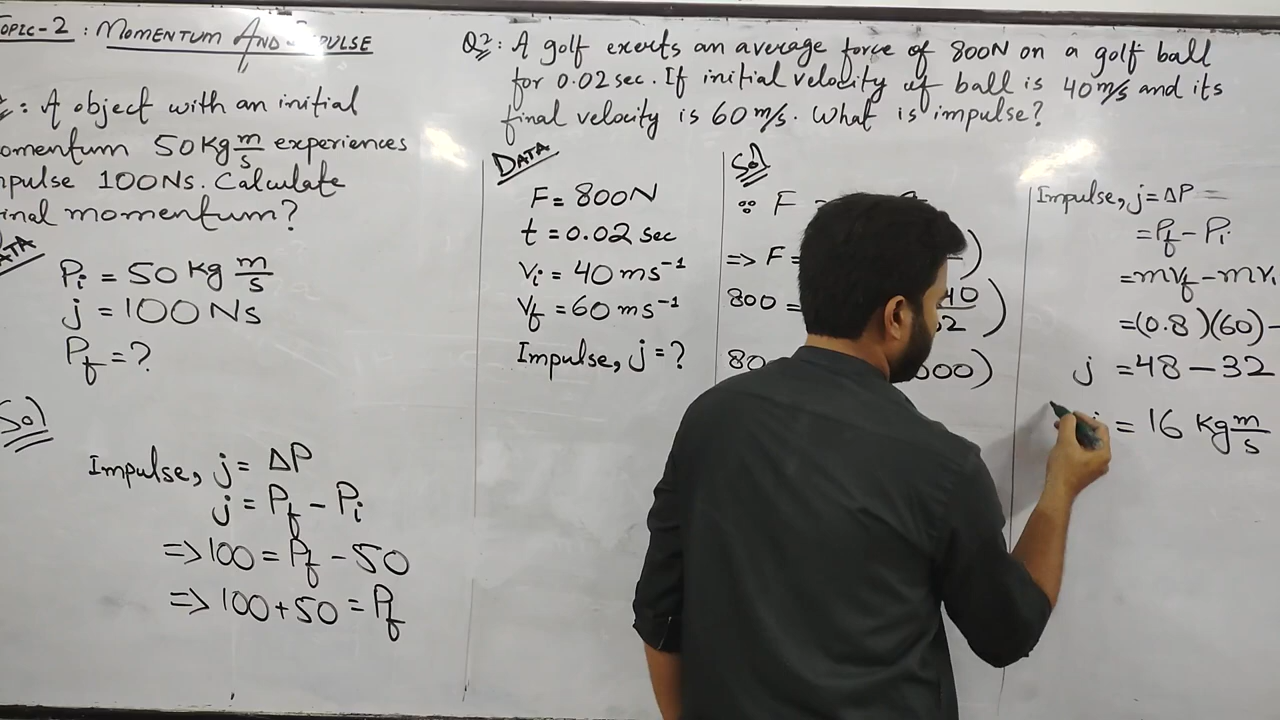 TOPIC-2 : MOMENTUM AND IMPULSE
: A object with an initial
momentum 50 Kg m/s experiences
impulse 100 Ns. Calculate
final momentum?
DATA
Pi = 50 kg m/s
j = 100 Ns
Pf = ?
Sol
Impulse, j = ΔP
j = Pf - Pi
=> 100 = Pf - 50
=> 100 + 50 = Pf
Q2: A golf exerts an average force of 800N on a golf ball
for 0.02 sec. If initial velocity of ball is 40 m/s and its
final velocity is 60 m/s. What is impulse?
DATA
F = 800N
t = 0.02 sec
Vi = 40 ms⁻¹
Vf = 60 ms⁻¹
Impulse, j = ?
Sol
∵ F =
=> F =
800 =
Impulse, j = ΔP =
= Pf - Pi
= mVf - mVi
= (0.8)(60) -
j = 48 - 32
= 16 kg m/s